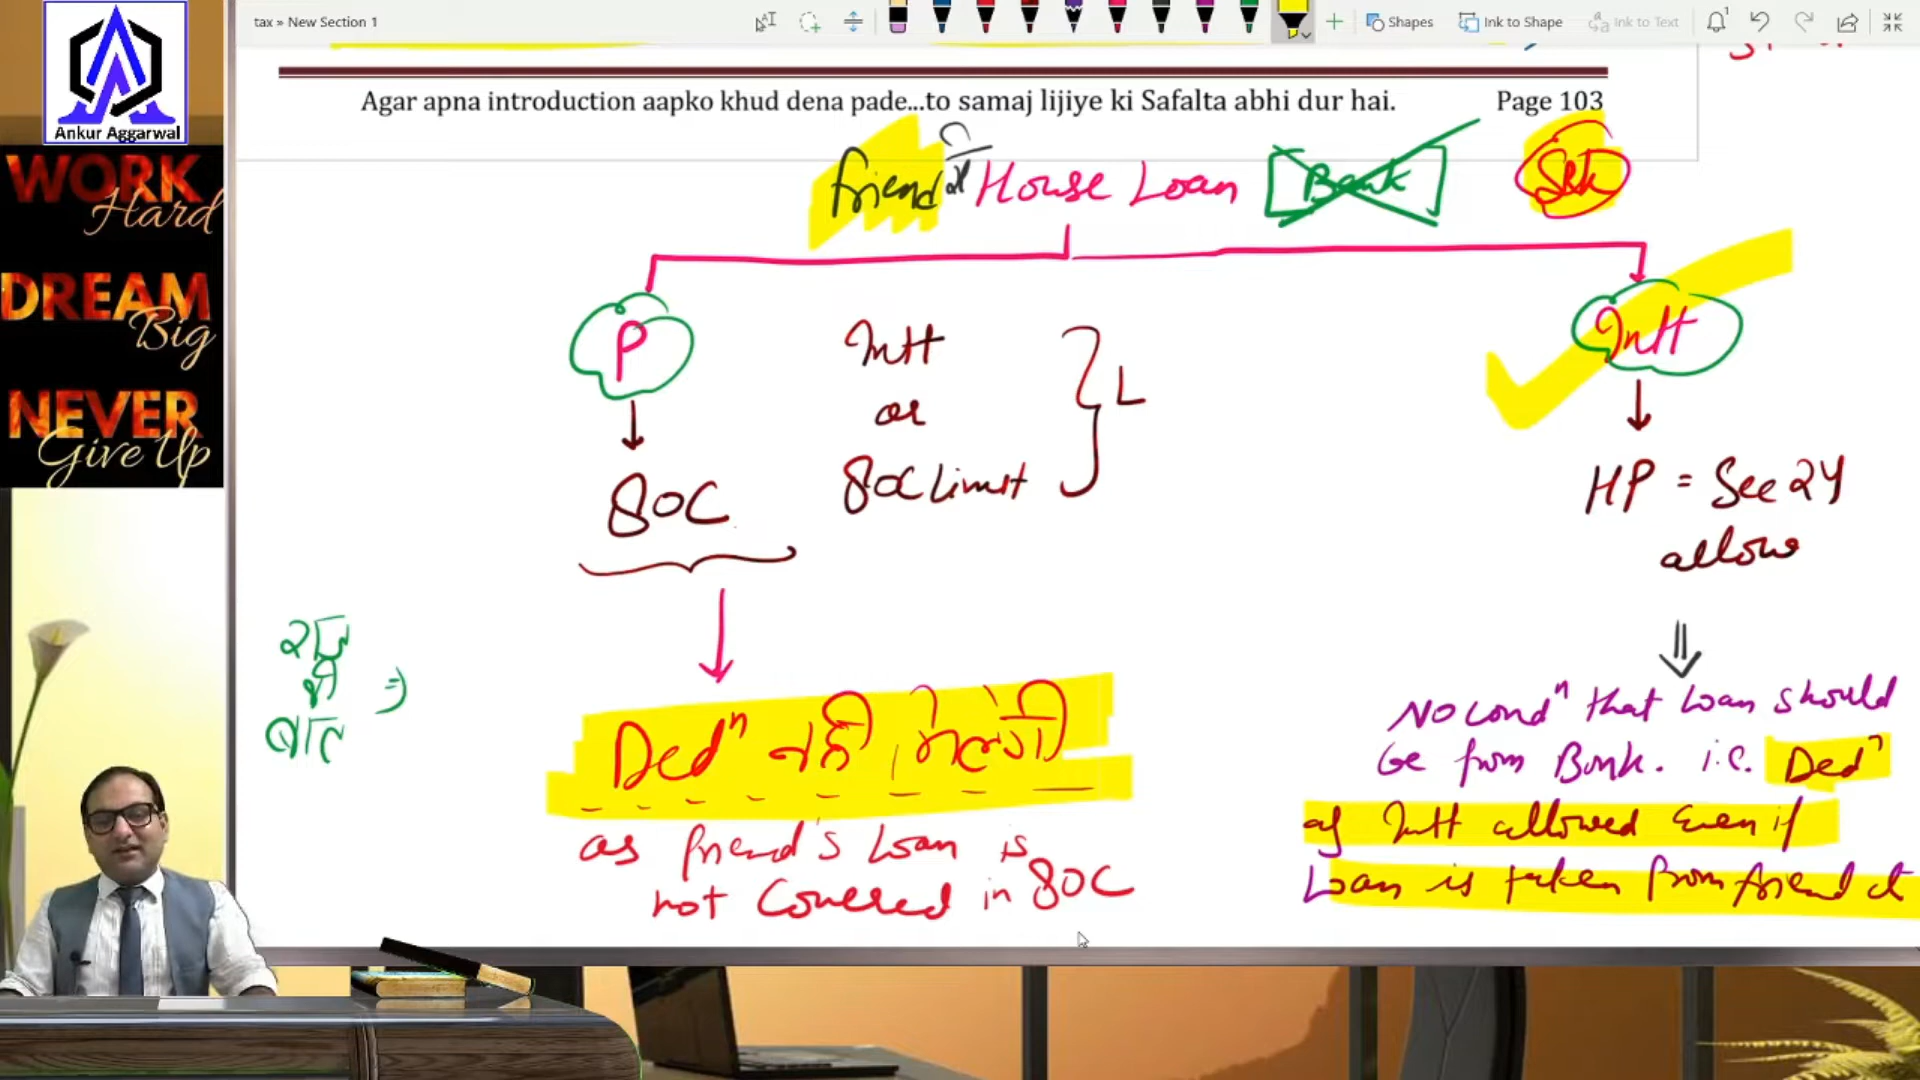 tax » New Section 1
Shapes
Ink to Shape
Ink to Text
Ankur Aggarwal
WORK
Hard
DREAM
Big
NEVER
Give Up
Agar apna introduction aapko khud dena pade...to samaj lijiye ki Safalta abhi dur hai. Page 103
friend House Loan Bank
P
Intt
or
80C Limit
L
80C
Intt
HP = Sec 24
allow
Dedⁿ नही मिलेगी
as friend's Loan is
not Covered in 80C
No Condⁿ that Loan should
be from Bank. i.e. Dedⁿ
of Intt allowed Even if
Loan is taken from friend